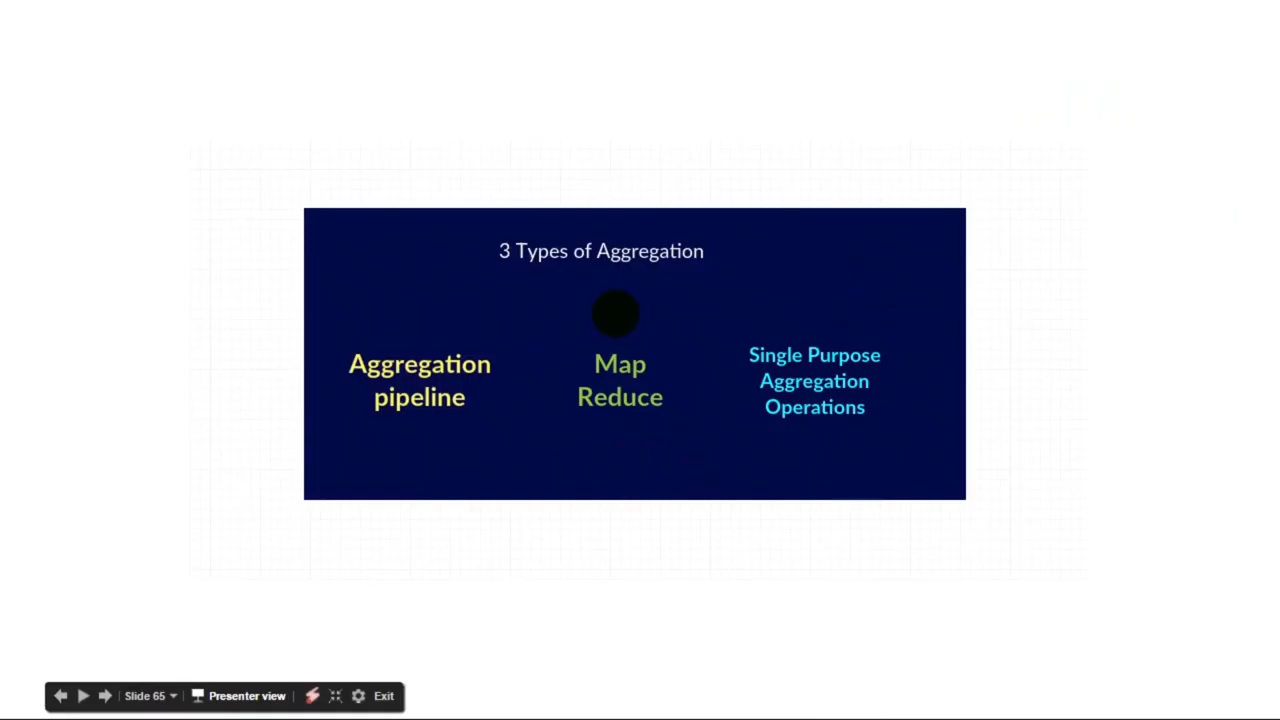 3 Types of Aggregation
Aggregation
pipeline
Map
Reduce
Single Purpose
Aggregation
Operations
Slide 65
Presenter view
Exit